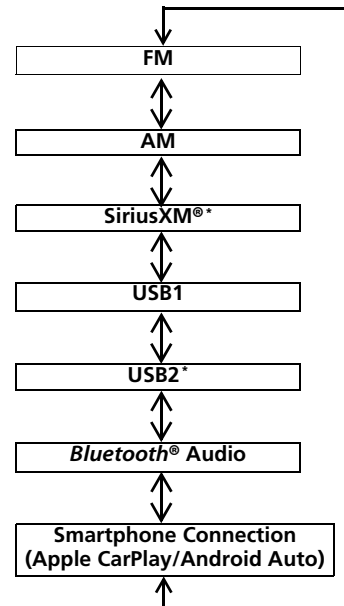 FM
AM
SiriusXM®*
USB1
USB2*
Bluetooth® Audio
Smartphone Connection
(Apple CarPlay/Android Auto)